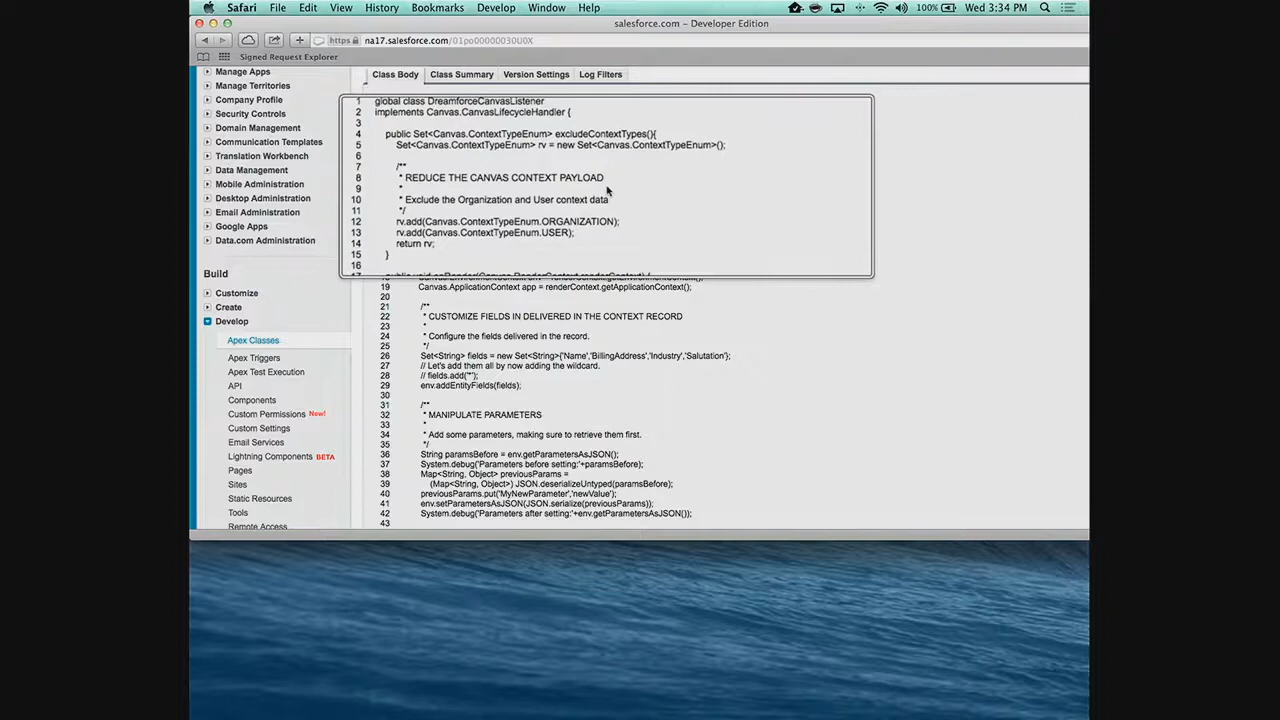 Safari File Edit View History Bookmarks Develop Window Help 100% Wed 3:34 PM
salesforce.com – Developer Edition
https na17.salesforce.com/01po00000030U0X
Signed Request Explorer
Manage Apps
Manage Territories
Company Profile
Security Controls
Domain Management
Communication Templates
Translation Workbench
Data Management
Mobile Administration
Desktop Administration
Email Administration
Google Apps
Data.com Administration
Build
Customize
Create
Develop
Apex Classes
Apex Triggers
Apex Test Execution
API
Components
Custom Permissions New!
Custom Settings
Email Services
Lightning Components BETA
Pages
Sites
Static Resources
Tools
Remote Access
Class Body Class Summary Version Settings Log Filters
1 global class DreamforceCanvasListener
2 implements Canvas.CanvasLifecycleHandler {
3
4 public Set<Canvas.ContextTypeEnum> excludeContextTypes(){
5 Set<Canvas.ContextTypeEnum> rv = new Set<Canvas.ContextTypeEnum>();
6
7 /**
8 * REDUCE THE CANVAS CONTEXT PAYLOAD
9 *
10 * Exclude the Organization and User context data
11 */
12 rv.add(Canvas.ContextTypeEnum.ORGANIZATION);
13 rv.add(Canvas.ContextTypeEnum.USER);
14 return rv;
15 }
16
17 public void onRender(Canvas.RenderContext renderContext) {
19 Canvas.ApplicationContext app = renderContext.getApplicationContext();
20
21 /**
22 * CUSTOMIZE FIELDS IN DELIVERED IN THE CONTEXT RECORD
23 *
24 * Configure the fields delivered in the record.
25 */
26 Set<String> fields = new Set<String>{'Name','BillingAddress','Industry','Salutation'};
27 // Let's add them all by now adding the wildcard.
28 // fields.add('*');
29 env.addEntityFields(fields);
30
31 /**
32 * MANIPULATE PARAMETERS
33 *
34 * Add some parameters, making sure to retrieve them first.
35 */
36 String paramsBefore = env.getParametersAsJSON();
37 System.debug('Parameters before setting:'+paramsBefore);
38 Map<String, Object> previousParams =
39 (Map<String, Object>) JSON.deserializeUntyped(paramsBefore);
40 previousParams.put('MyNewParameter','newValue');
41 env.setParametersAsJSON(JSON.serialize(previousParams));
42 System.debug('Parameters after setting:'+env.getParametersAsJSON());
43